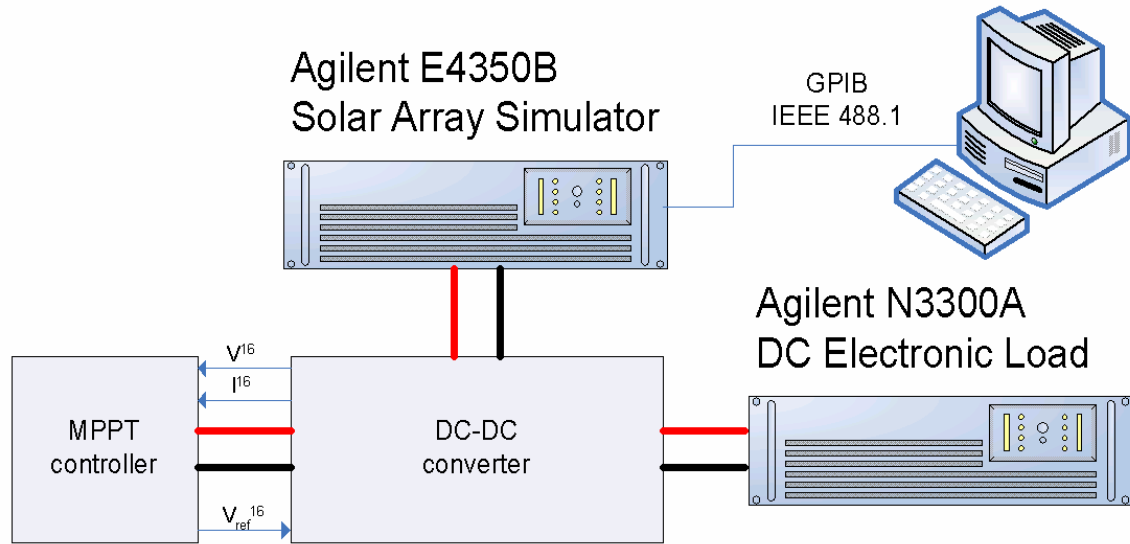 Agilent E4350B
Solar Array Simulator
GPIB
IEEE 488.1
Agilent N3300A
DC Electronic Load
V¹⁶
I¹⁶
MPPT
controller
DC-DC
converter
V_ref¹⁶